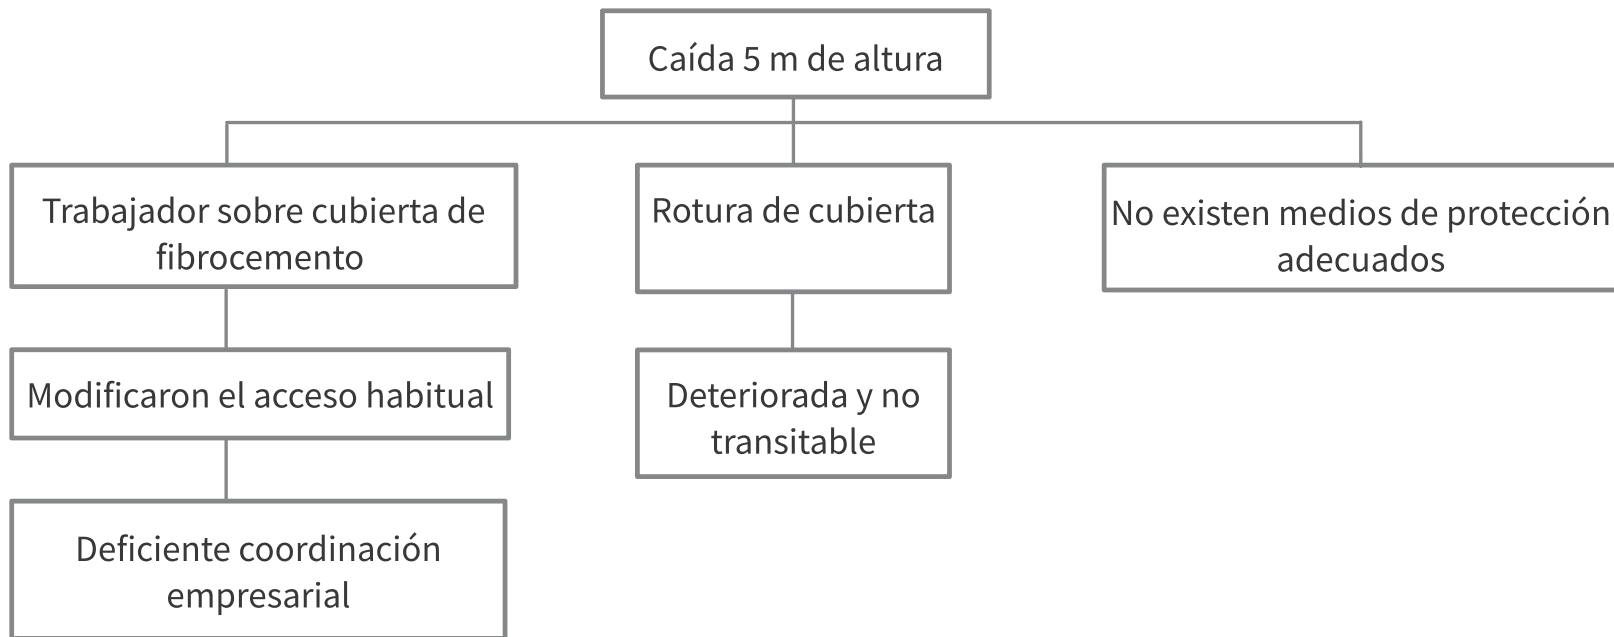 Caída 5 m de altura
Trabajador sobre cubierta de
fibrocemento
Rotura de cubierta
No existen medios de protección
adecuados
Modificaron el acceso habitual
Deteriorada y no
transitable
Deficiente coordinación
empresarial